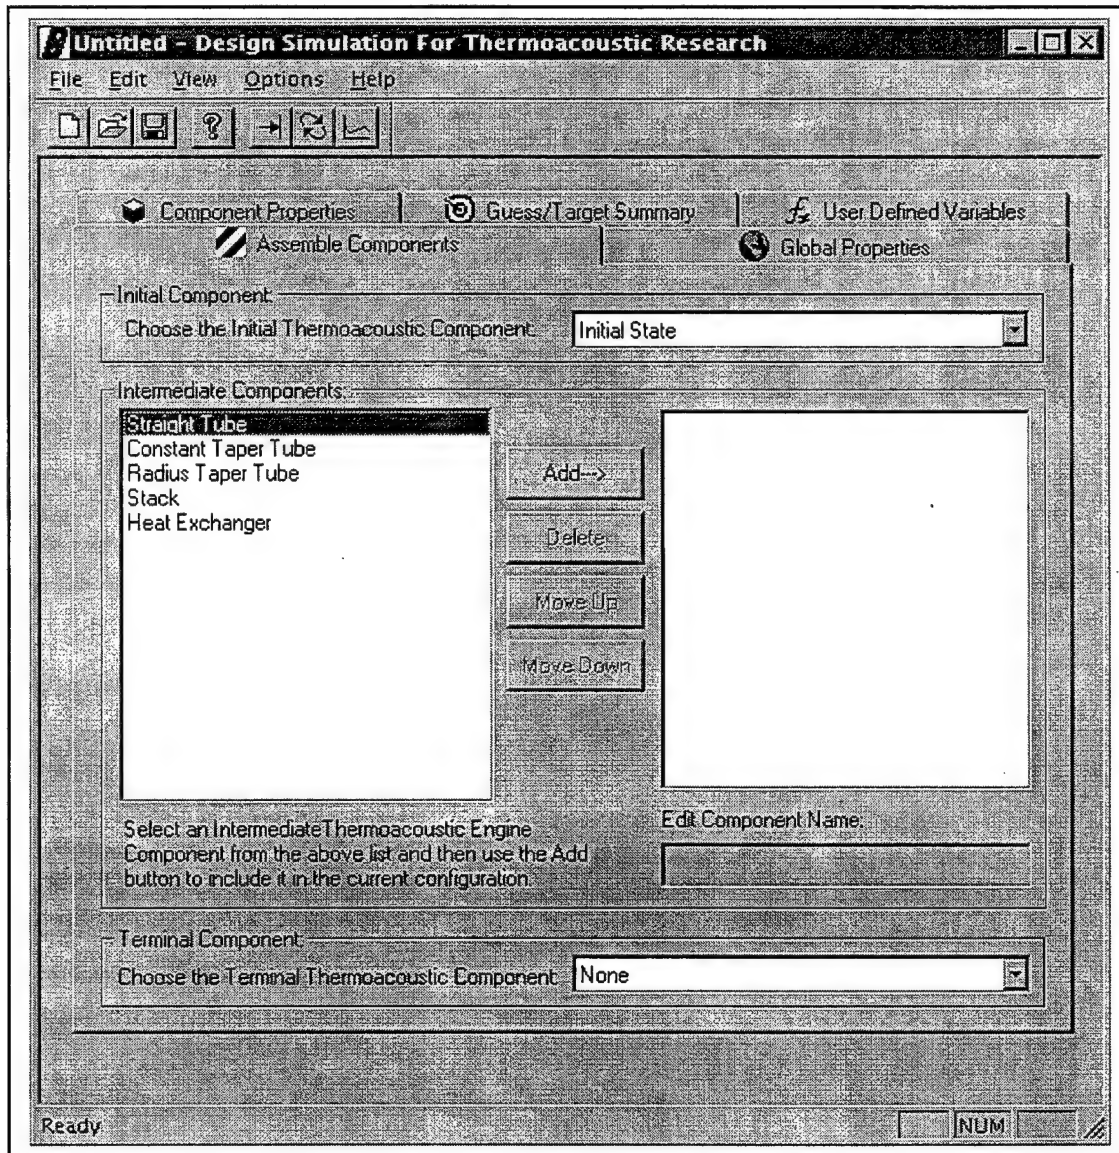 Untitled - Design Simulation For Thermoacoustic Research
File Edit View Options Help
Component Properties
Guess/Target Summary
User Defined Variables
Assemble Components
Global Properties
Initial Component:
Choose the Initial Thermoacoustic Component:
Initial State
Intermediate Components:
Straight Tube
Constant Taper Tube
Radius Taper Tube
Stack
Heat Exchanger
Add--->
Delete
Move Up
Move Down
Select an IntermediateThermoacoustic Engine
Component from the above list and then use the Add
button to include it in the current configuration.
Edit Component Name:
Terminal Component:
Choose the Terminal Thermoacoustic Component
None
Ready
NUM